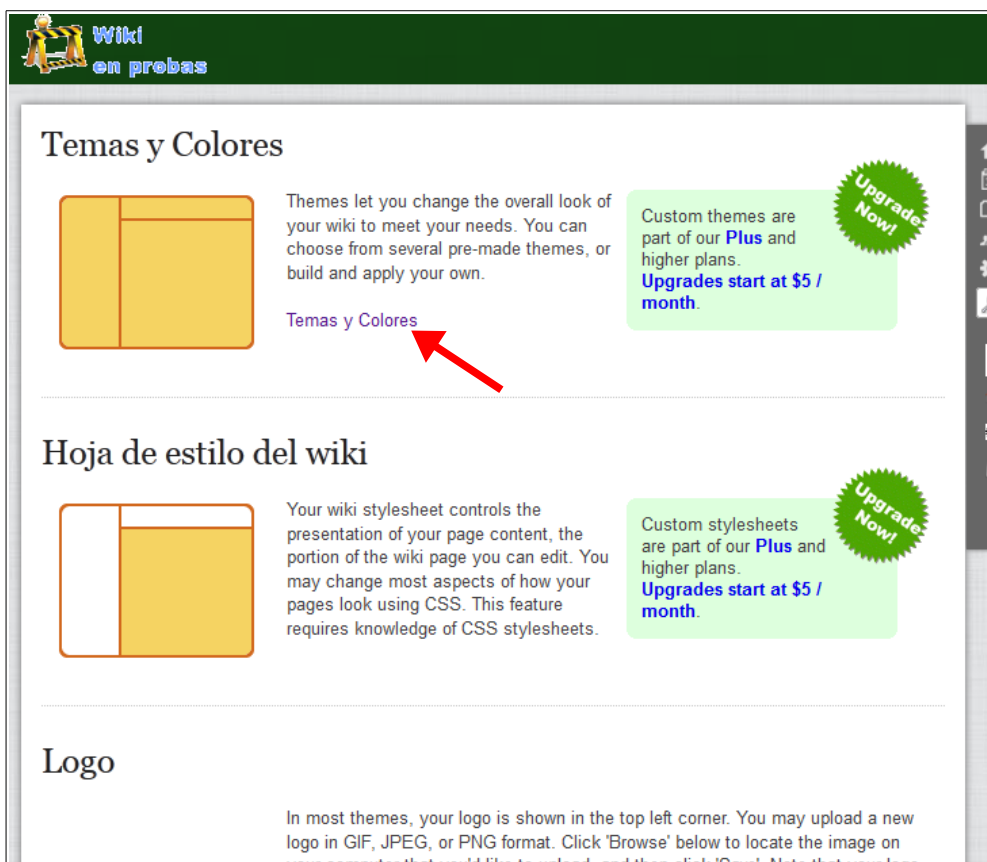 Wiki
en probas
Temas y Colores
Themes let you change the overall look of
your wiki to meet your needs. You can
choose from several pre-made themes, or
build and apply your own.
Temas y Colores
Custom themes are
part of our Plus and
higher plans.
Upgrades start at $5 /
month.
Upgrade
Now!
Hoja de estilo del wiki
Your wiki stylesheet controls the
presentation of your page content, the
portion of the wiki page you can edit. You
may change most aspects of how your
pages look using CSS. This feature
requires knowledge of CSS stylesheets.
Custom stylesheets
are part of our Plus and
higher plans.
Upgrades start at $5 /
month.
Upgrade
Now!
Logo
In most themes, your logo is shown in the top left corner. You may upload a new
logo in GIF, JPEG, or PNG format. Click 'Browse' below to locate the image on